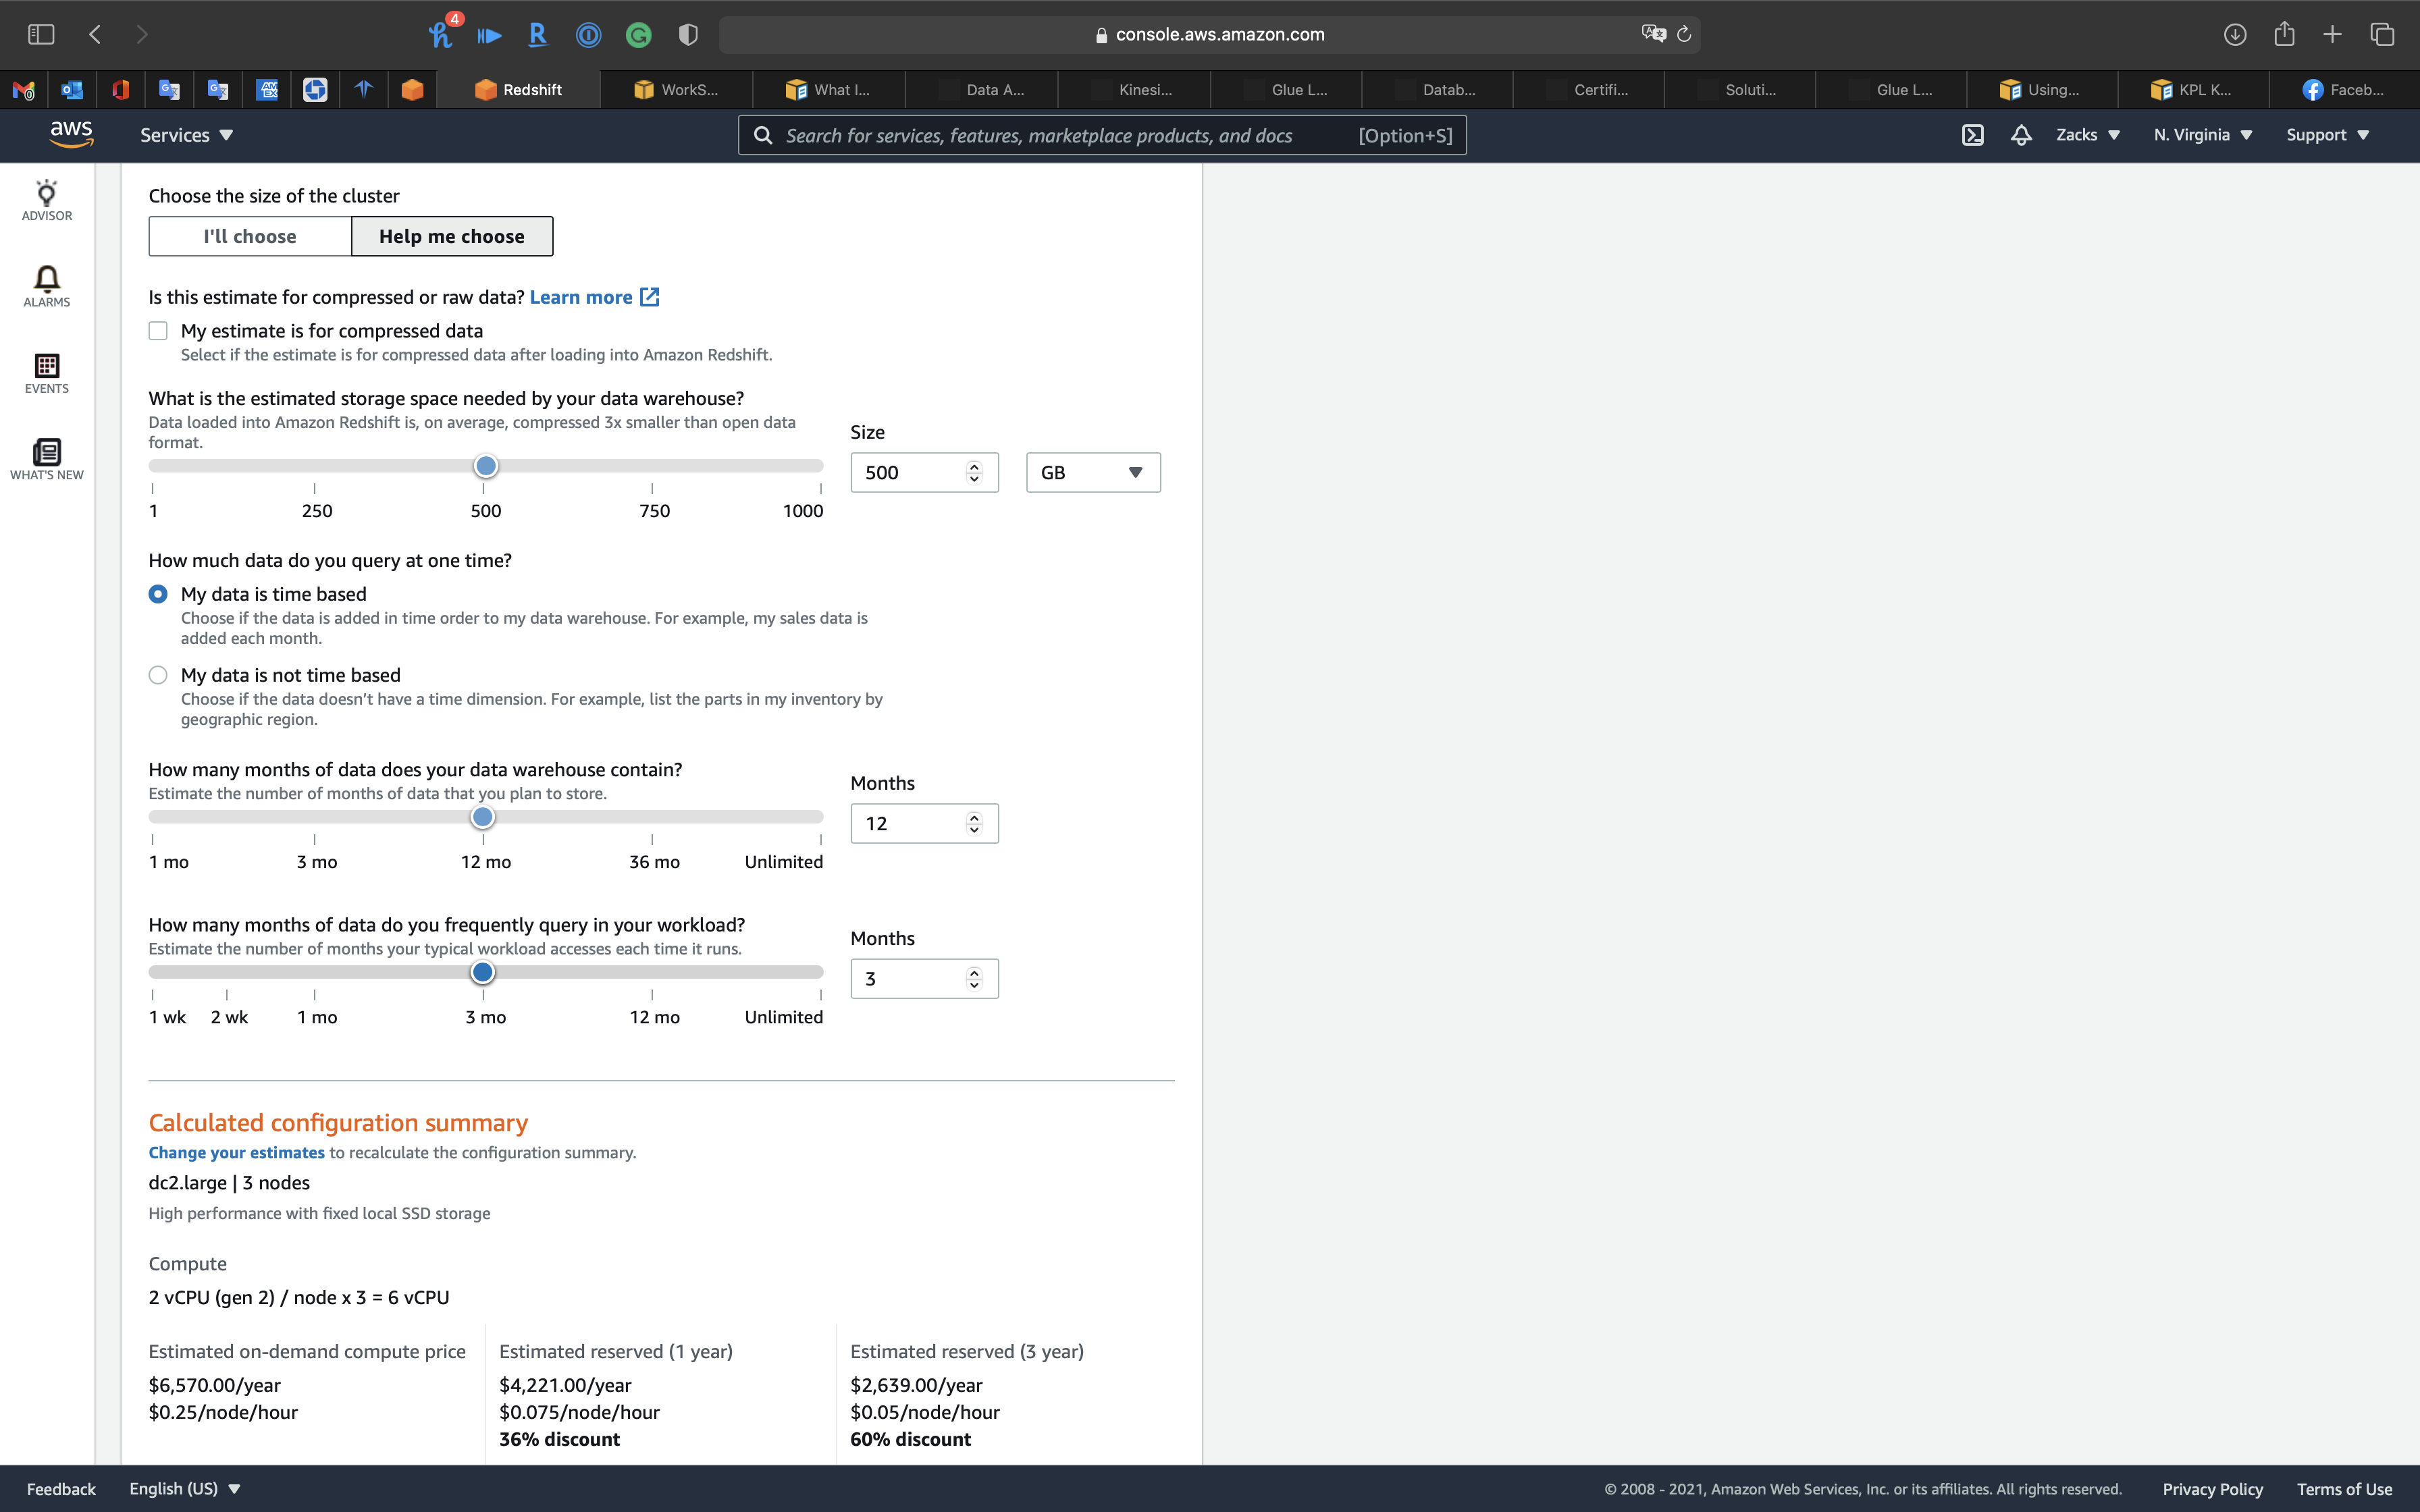 4
console.aws.amazon.com
Redshift
WorkS...
What I...
Data A...
Kinesi...
Glue L...
Datab...
Certifi...
Soluti...
Glue L...
Using...
KPL K...
Faceb...
aws
Services
Search for services, features, marketplace products, and docs [Option+S]
Zacks
N. Virginia
Support
ADVISOR
ALARMS
EVENTS
WHAT'S NEW
Choose the size of the cluster
I'll choose
Help me choose
Is this estimate for compressed or raw data? Learn more
My estimate is for compressed data
Select if the estimate is for compressed data after loading into Amazon Redshift.
What is the estimated storage space needed by your data warehouse?
Data loaded into Amazon Redshift is, on average, compressed 3x smaller than open data
format.
1 250 500 750 1000
Size
500
GB
How much data do you query at one time?
My data is time based
Choose if the data is added in time order to my data warehouse. For example, my sales data is
added each month.
My data is not time based
Choose if the data doesn't have a time dimension. For example, list the parts in my inventory by
geographic region.
How many months of data does your data warehouse contain?
Estimate the number of months of data that you plan to store.
1 mo 3 mo 12 mo 36 mo Unlimited
Months
12
How many months of data do you frequently query in your workload?
Estimate the number of months your typical workload accesses each time it runs.
1 wk 2 wk 1 mo 3 mo 12 mo Unlimited
Months
3
Calculated configuration summary
Change your estimates to recalculate the configuration summary.
dc2.large | 3 nodes
High performance with fixed local SSD storage
Compute
2 vCPU (gen 2) / node x 3 = 6 vCPU
Estimated on-demand compute price
$6,570.00/year
$0.25/node/hour
Estimated reserved (1 year)
$4,221.00/year
$0.075/node/hour
36% discount
Estimated reserved (3 year)
$2,639.00/year
$0.05/node/hour
60% discount
Feedback
English (US)
© 2008 - 2021, Amazon Web Services, Inc. or its affiliates. All rights reserved.
Privacy Policy
Terms of Use